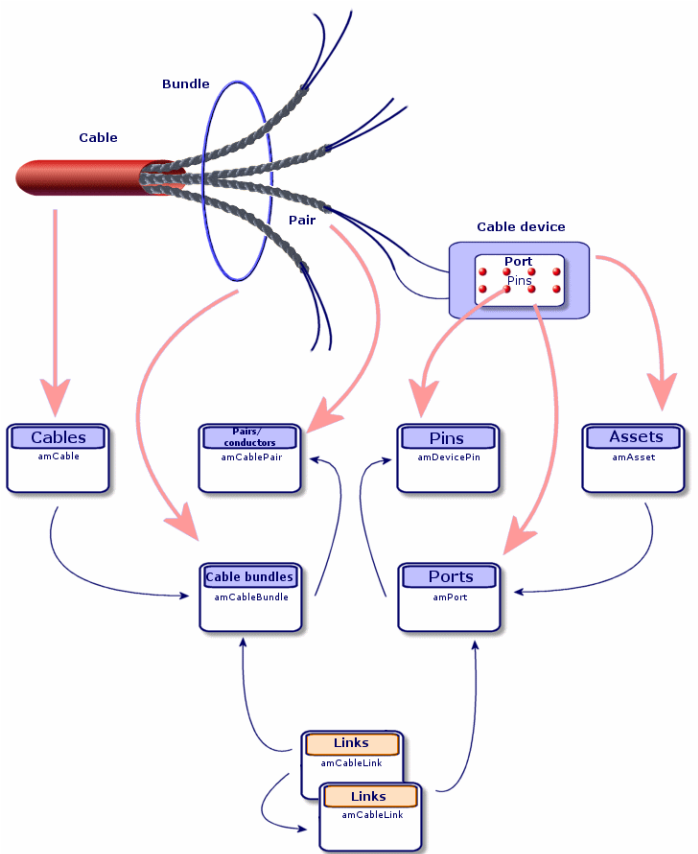 Bundle
Cable
Pair
Cable device
Port
Pins
Cables
amCable
Pairs/
conductors
amCablePair
Pins
amDevicePin
Assets
amAsset
Cable bundles
amCableBundle
Ports
amPort
Links
amCableLink
Links
amCableLink